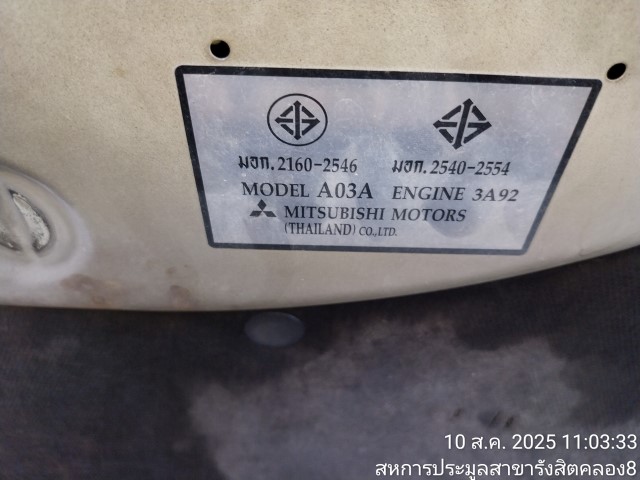 มอก.2160-2546 มอก.2540-2554
MODEL A03A ENGINE 3A92
MITSUBISHI MOTORS
(THAILAND) CO.,LTD.
10 ส.ค. 2025 11:03:33
สหการประมูลสาขารังสิตคลอง8